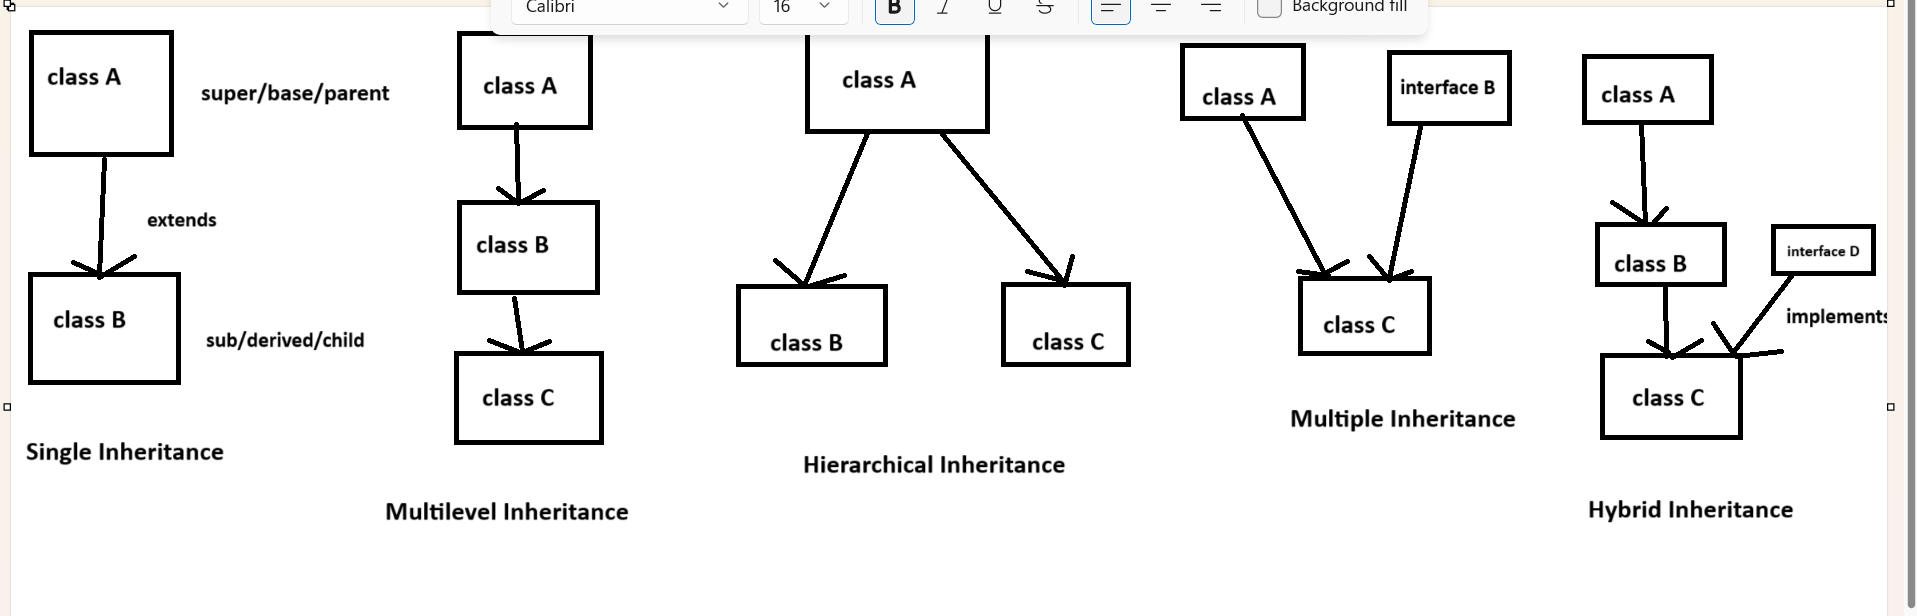 Calibri
16
B
I
U
S
Background fill
class A
super/base/parent
extends
class B
sub/derived/child
Single Inheritance
class A
class B
class C
Multilevel Inheritance
class A
class B
class C
Hierarchical Inheritance
class A
interface B
class C
Multiple Inheritance
class A
class B
interface D
implements
class C
Hybrid Inheritance